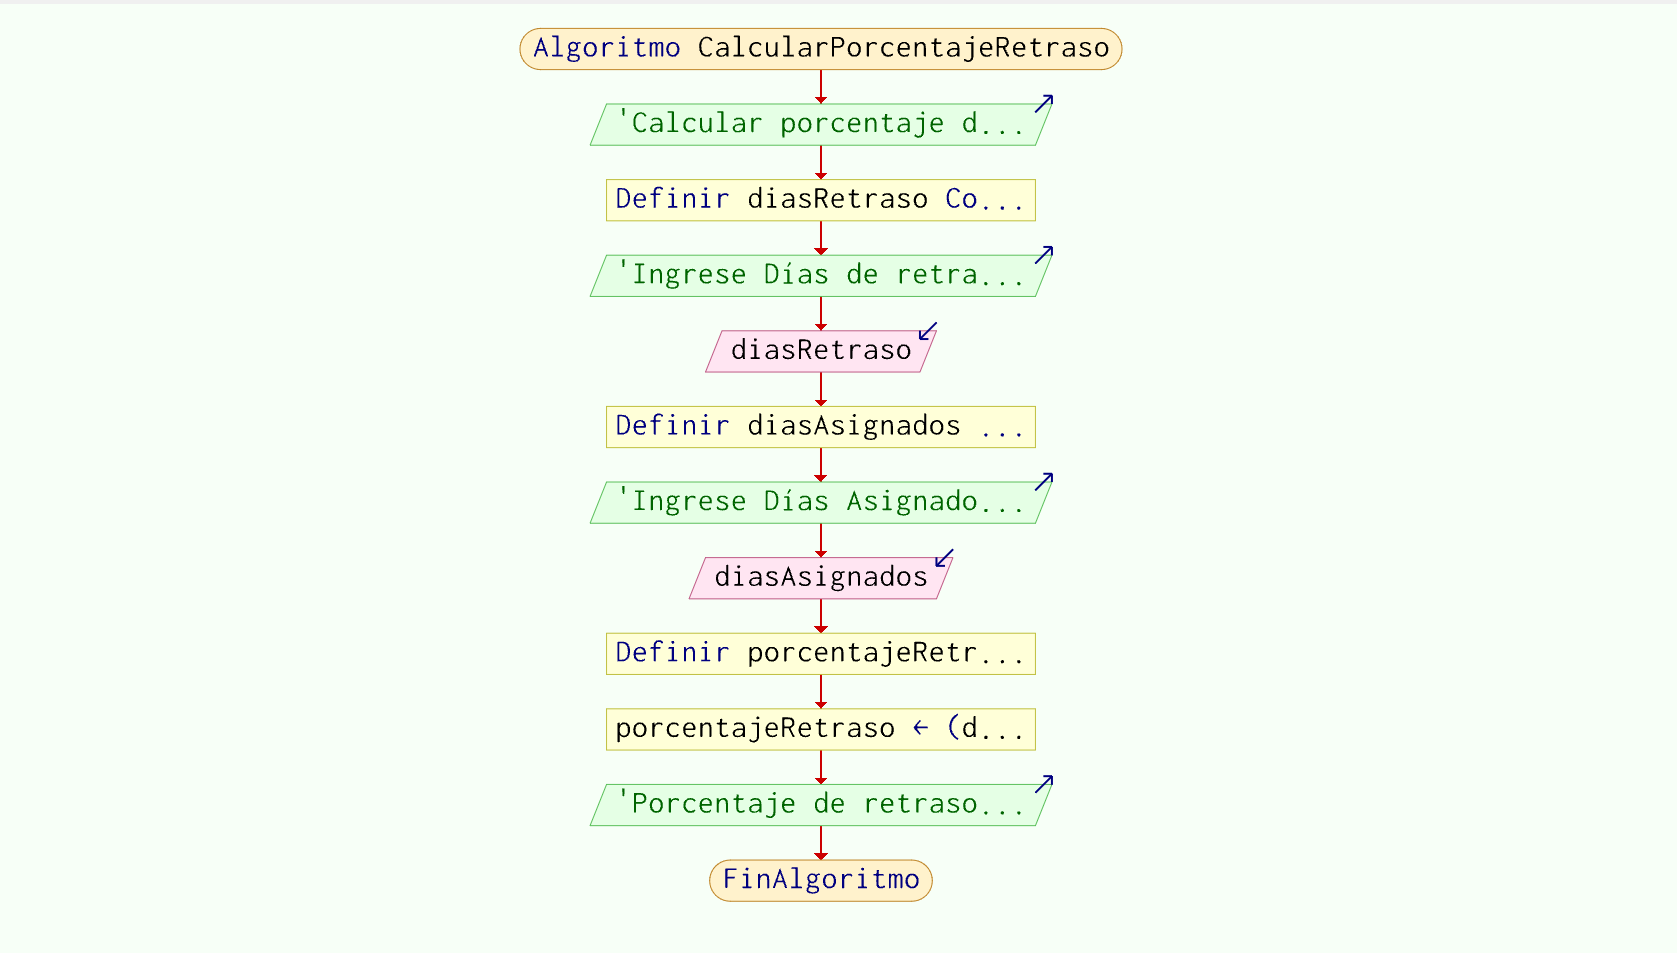 Algoritmo CalcularPorcentajeRetraso
'Calcular porcentaje d...
Definir diasRetraso Co...
'Ingrese Días de retra...
diasRetraso
Definir diasAsignados ...
'Ingrese Días Asignado...
diasAsignados
Definir porcentajeRetr...
porcentajeRetraso ← (d...
'Porcentaje de retraso...
FinAlgoritmo